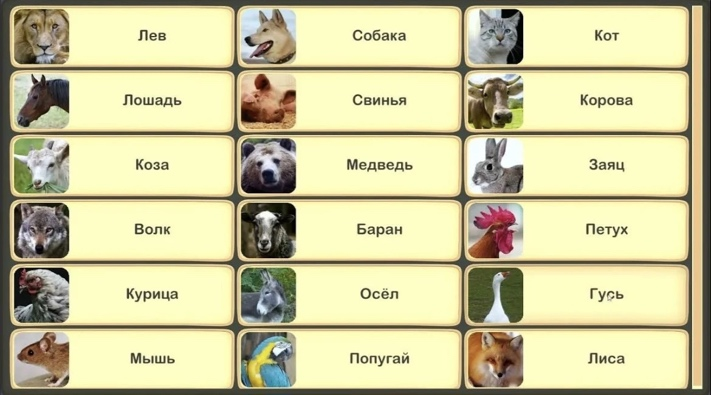 Лев
Собака
Кот
Лошадь
Свинья
Корова
Коза
Медведь
Заяц
Волк
Баран
Петух
Курица
Осёл
Гусь
Мышь
Попугай
Лиса